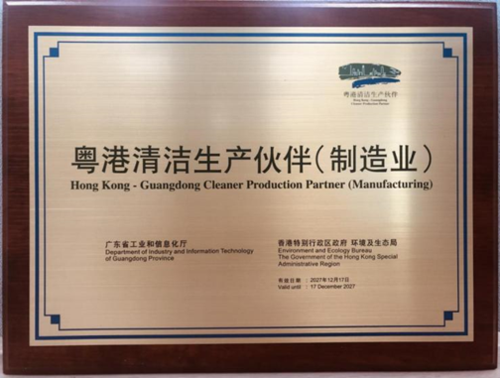 粤港清洁生产伙伴
Hong Kong - Guangdong
Cleaner Production Partner
粤港清洁生产伙伴（制造业）
Hong Kong - Guangdong Cleaner Production Partner (Manufacturing)
广东省工业和信息化厅
Department of Industry and Information Technology
of Guangdong Province
香港特别行政区政府 环境及生态局
Environment and Ecology Bureau
The Government of the Hong Kong Special
Administrative Region
有效日期 : 2027年12月17日
Valid until : 17 December 2027